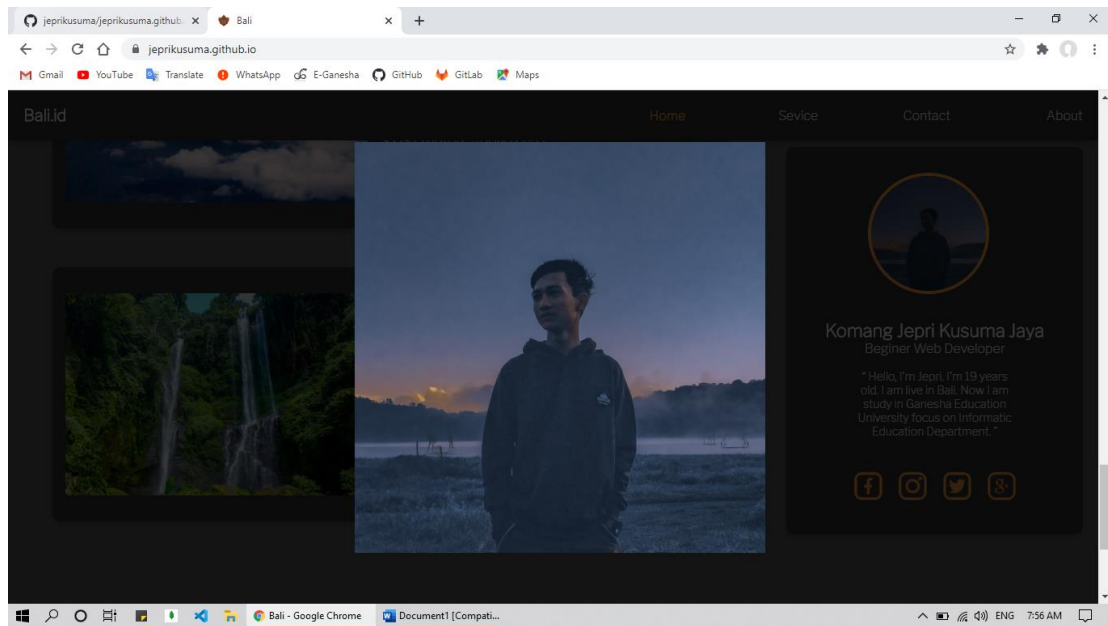 jeprikusuma/jeprikusuma.github.
Bali
jeprikusuma.github.io
Gmail YouTube Translate WhatsApp E-Ganesha GitHub GitLab Maps
Bali.id Home Sevice Contact About
Komang Jepri Kusuma Jaya
Beginer Web Developer
" Hello, I'm Jepri. I'm 19 years
old. I am live in Bali. Now I am
study in Ganesha Education
University focus on Informatic
Education Department. "
Bali - Google Chrome Document1 [Compati... ENG 7:56 AM